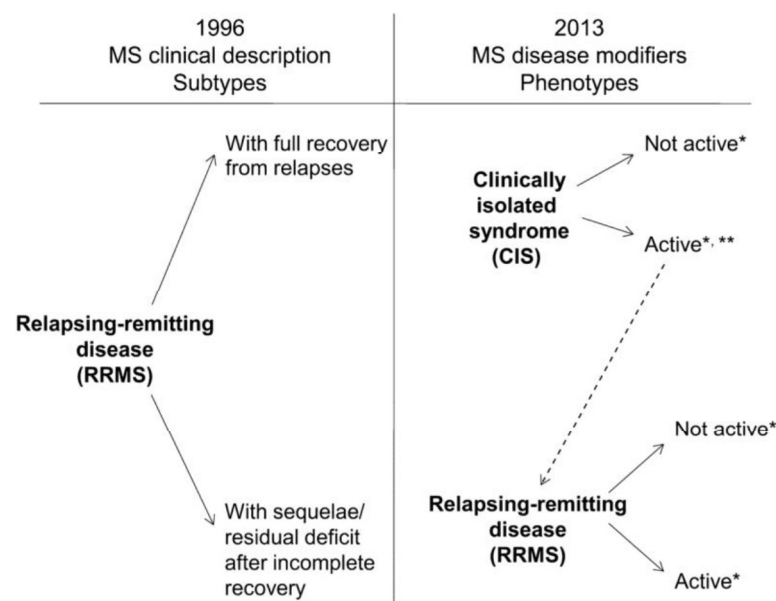 1996
MS clinical description
Subtypes
2013
MS disease modifiers
Phenotypes
With full recovery
from relapses
Relapsing-remitting
disease
(RRMS)
With sequelae/
residual deficit
after incomplete
recovery
Clinically
isolated
syndrome
(CIS)
Not active*
Active*, **
Relapsing-remitting
disease
(RRMS)
Not active*
Active*